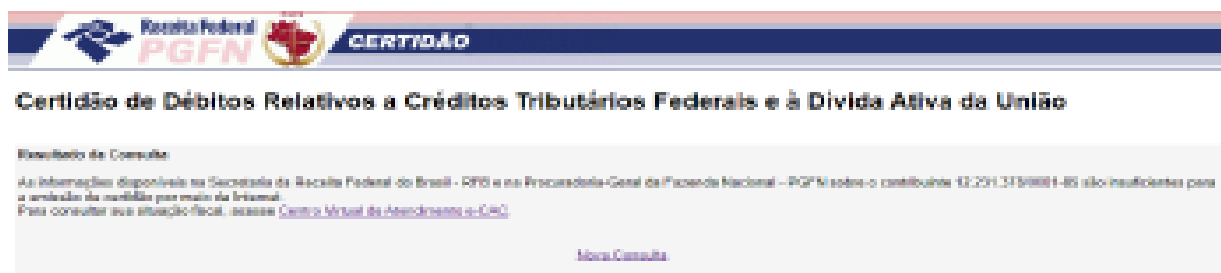 Receita Federal
PGFN
CERTIDÃO
Certidão de Débitos Relativos a Créditos Tributários Federais e à Dívida Ativa da União
Resultado da Consulta
As informações disponíveis na Secretaria da Receita Federal do Brasil - RFB e na Procuradoria-Geral da Fazenda Nacional - PGFN sobre o contribuinte são insuficientes para
a emissão da certidão por meio da Internet.
Para consultar sua situação fiscal, acesse Centro Virtual de Atendimento e-CAC.
Nova Consulta